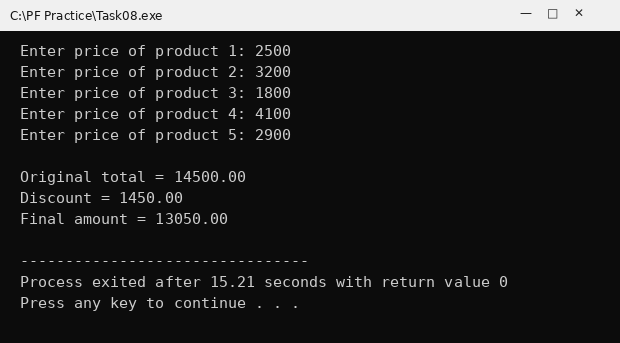 C:\PF Practice\Task08.exe
Enter price of product 1: 2500
Enter price of product 2: 3200
Enter price of product 3: 1800
Enter price of product 4: 4100
Enter price of product 5: 2900
Original total = 14500.00
Discount = 1450.00
Final amount = 13050.00
--------------------------------
Process exited after 15.21 seconds with return value 0
Press any key to continue . . .